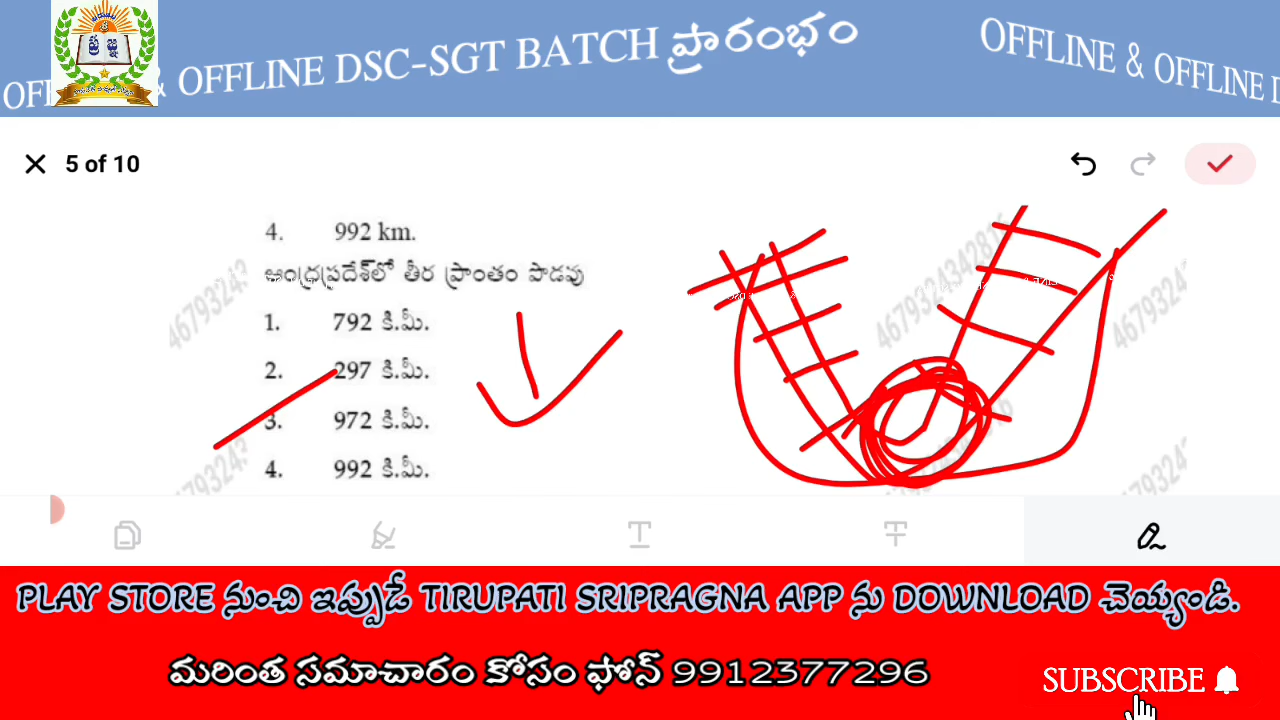 OFFLINE & OFFLINE DSC-SGT BATCH ప్రారంభం OFFLINE & OFFLINE D
5 of 10
4. 992 km.
ఆంధ్రప్రదేశ్‌లో తీర ప్రాంతం పొడవు
1. 792 కి.మీ.
2. 297 కి.మీ.
3. 972 కి.మీ.
4. 992 కి.మీ.
PLAY STORE నుంచి ఇప్పుడే TIRUPATI SRIPRAGNA APP ను DOWNLOAD చెయ్యండి.
మరింత సమాచారం కోసం ఫోన్ 9912377296
SUBSCRIBE